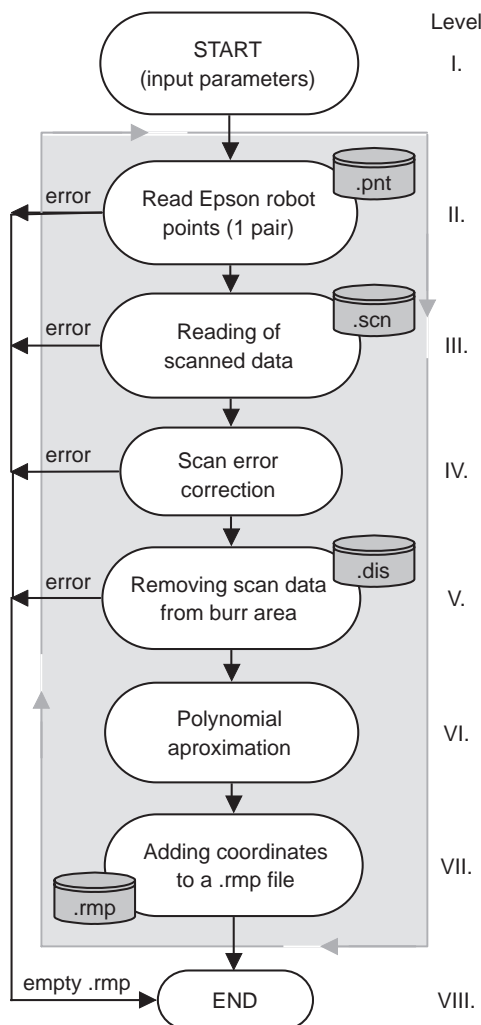 Level
START
(input parameters)
I.
.pnt
error
Read Epson robot
points (1 pair)
II.
.scn
error
Reading of
scanned data
III.
error
Scan error
correction
IV.
.dis
error
Removing scan data
from burr area
V.
Polynomial
aproximation
VI.
Adding coordinates
to a .rmp file
VII.
.rmp
empty .rmp
END
VIII.